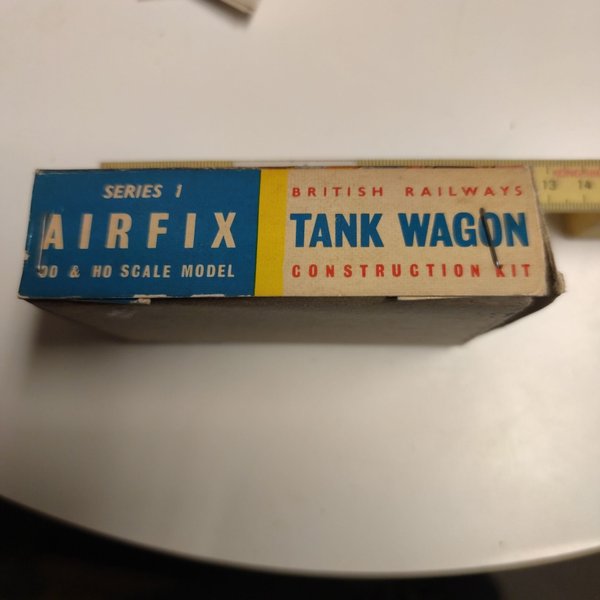 SERIES 1
AIRFIX
OO & HO SCALE MODEL
BRITISH RAILWAYS
TANK WAGON
CONSTRUCTION KIT
13 14